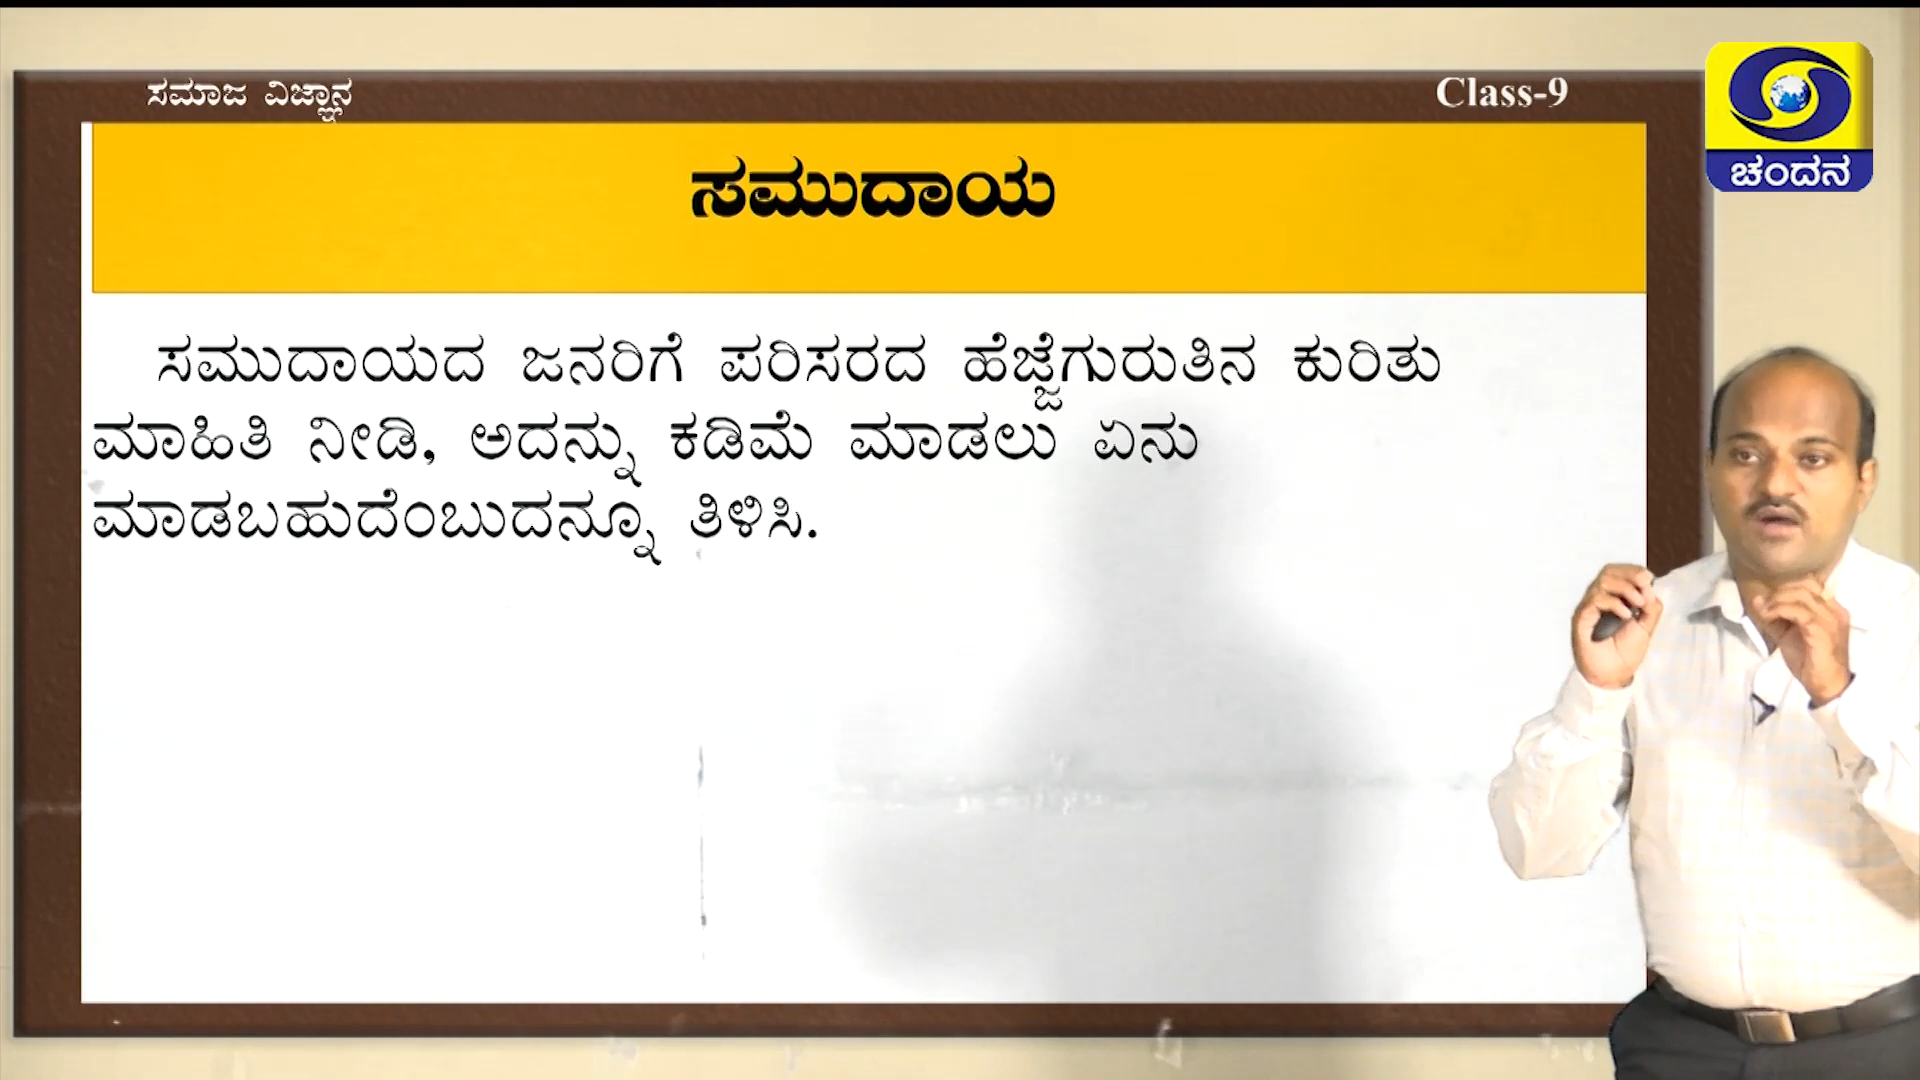 ಸಮಾಜ ವಿಜ್ಞಾನ
Class-9
ಚಂದನ
ಸಮುದಾಯ
ಸಮುದಾಯದ ಜನರಿಗೆ ಪರಿಸರದ ಹೆಜ್ಜೆಗುರುತಿನ ಕುರಿತು
ಮಾಹಿತಿ ನೀಡಿ, ಅದನ್ನು ಕಡಿಮೆ ಮಾಡಲು ಏನು
ಮಾಡಬಹುದೆಂಬುದನ್ನೂ ತಿಳಿಸಿ.